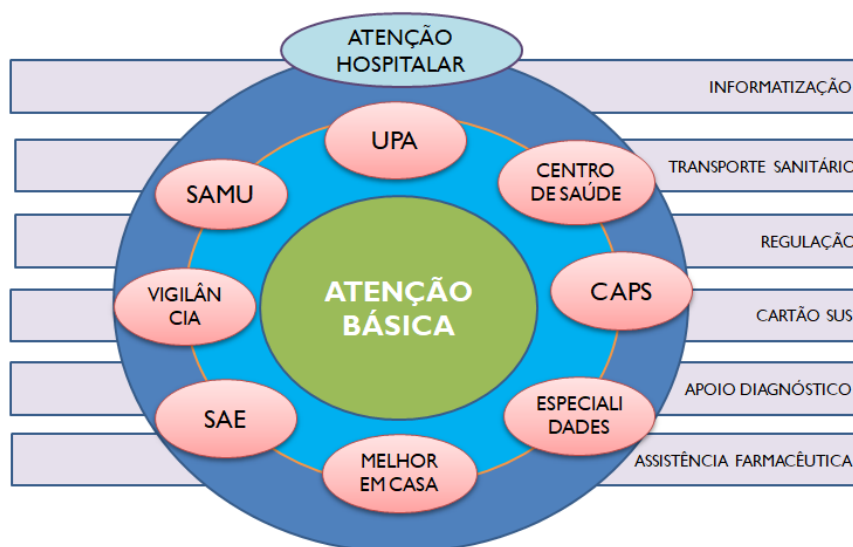 ATENÇÃO
HOSPITALAR
INFORMATIZAÇÃO
UPA
CENTRO
DE SAÚDE
TRANSPORTE SANITÁRIO
SAMU
REGULAÇÃO
ATENÇÃO
BÁSICA
VIGILÂN
CIA
CAPS
CARTÃO SUS
APOIO DIAGNÓSTICO
SAE
ESPECIALI
DADES
MELHOR
EM CASA
ASSISTÊNCIA FARMACÊUTICA